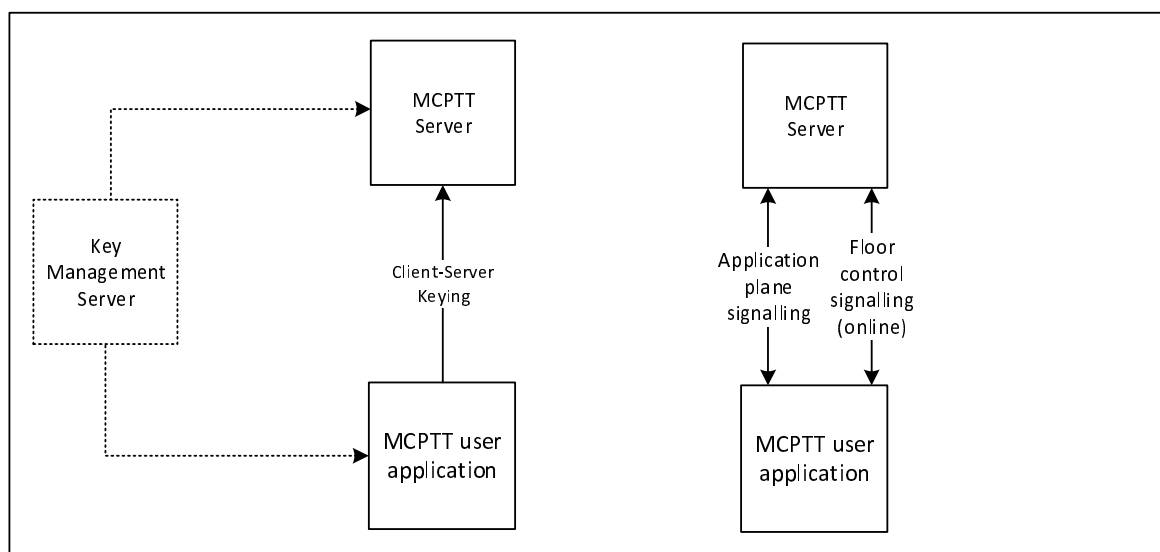 MCPTT
Server
Key
Management
Server
Client-Server
Keying
MCPTT user
application
MCPTT
Server
Application
plane
signalling
Floor
control
signalling
(online)
MCPTT user
application